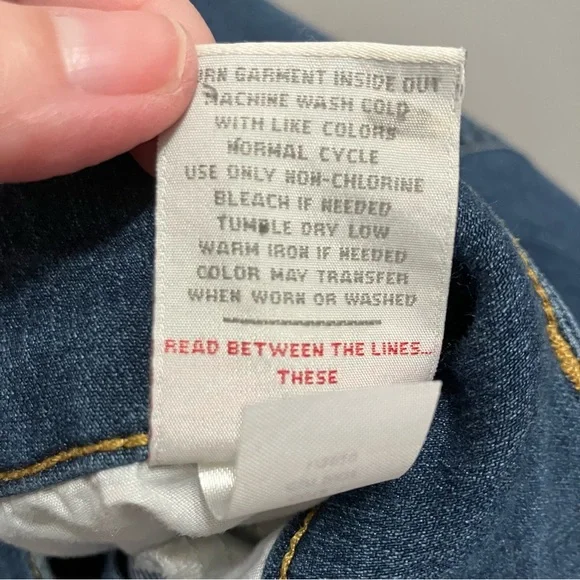 URN GARMENT INSIDE OUT
MACHINE WASH COLD
WITH LIKE COLORS
NORMAL CYCLE
USE ONLY NON-CHLORINE
BLEACH IF NEEDED
TUMBLE DRY LOW
WARM IRON IF NEEDED
COLOR MAY TRANSFER
WHEN WORN OR WASHED
READ BETWEEN THE LINES...
THESE